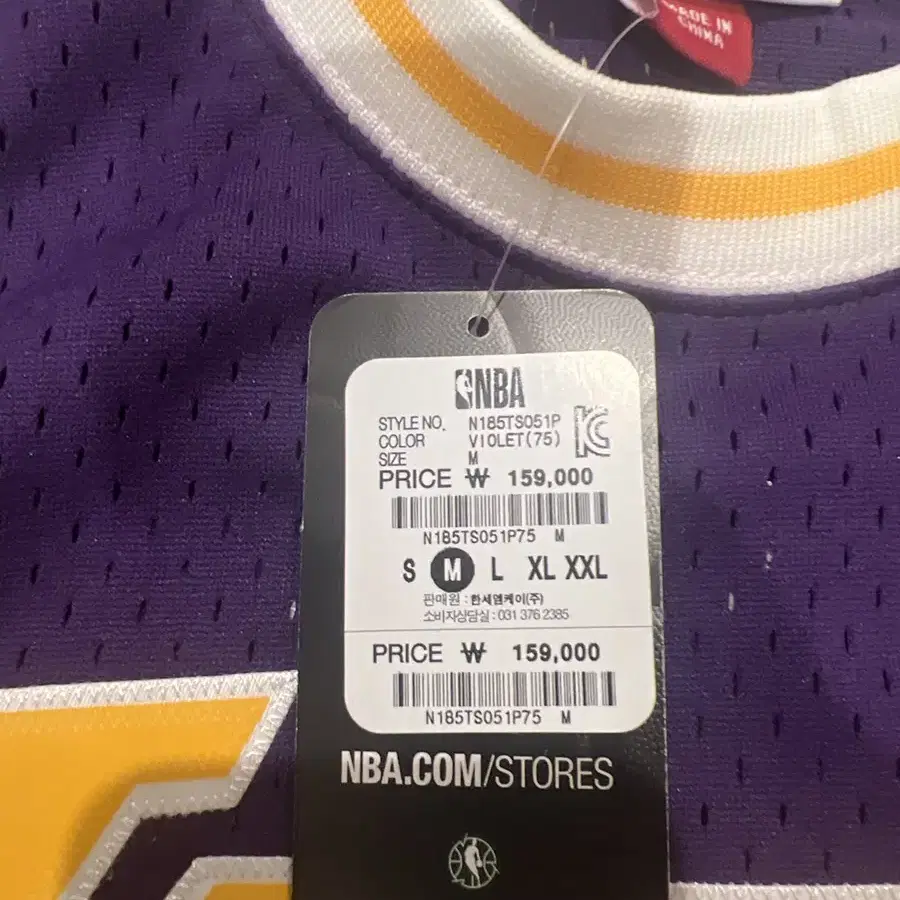 MADE IN
CHINA
NBA
STYLE NO. N185TS051P
COLOR VIOLET(75)
SIZE M
PRICE ₩ 159,000
N185TS051P75 M
S M L XL XXL
판매원 : 한세엠케이(주)
소비자상담실 : 031 376 2385
PRICE ₩ 159,000
N185TS051P75 M
NBA.COM/STORES